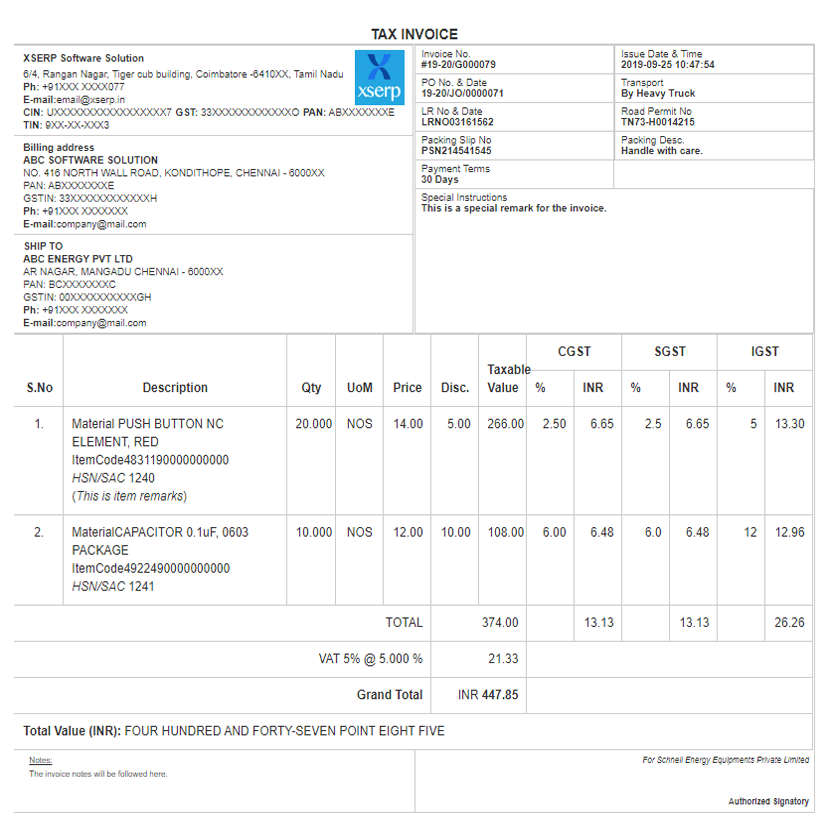 TAX INVOICE
XSERP Software Solution
6/4, Rangan Nagar, Tiger cub building, Coimbatore -6410XX, Tamil Nadu
Ph: +91XXX XXXX077
E-mail:email@xserp.in
CIN: UXXXXXXXXXXXXXXXXX7 GST: 33XXXXXXXXXXXXO PAN: ABXXXXXXXE
TIN: 9XX-XX-XXX3
X
xserp
Invoice No.
#19-20/G000079
Issue Date & Time
2019-09-25 10:47:54
PO No. & Date
19-20/JO/0000071
Transport
By Heavy Truck
LR No & Date
LRNO03161562
Road Permit No
TN73-H0014215
Packing Slip No
PSN214541545
Packing Desc.
Handle with care.
Payment Terms
30 Days
Special Instructions
This is a special remark for the invoice.
Billing address
ABC SOFTWARE SOLUTION
NO. 416 NORTH WALL ROAD, KONDITHOPE, CHENNAI - 6000XX
PAN: ABXXXXXXXE
GSTIN: 33XXXXXXXXXXXXH
Ph: +91XXX XXXXXXX
E-mail:company@mail.com
SHIP TO
ABC ENERGY PVT LTD
AR NAGAR, MANGADU CHENNAI - 6000XX
PAN: BCXXXXXXXC
GSTIN: 00XXXXXXXXXXXGH
Ph: +91XXX XXXXXXX
E-mail:company@mail.com
CGST SGST IGST
S.No Description Qty UoM Price Disc. Taxable Value % INR % INR % INR
1. Material PUSH BUTTON NC 20.000 NOS 14.00 5.00 266.00 2.50 6.65 2.5 6.65 5 13.30
ELEMENT, RED
ItemCode4831190000000000
HSN/SAC 1240
(This is item remarks)
2. MaterialCAPACITOR 0.1uF, 0603 10.000 NOS 12.00 10.00 108.00 6.00 6.48 6.0 6.48 12 12.96
PACKAGE
ItemCode4922490000000000
HSN/SAC 1241
TOTAL 374.00 13.13 13.13 26.26
VAT 5% @ 5.000 % 21.33
Grand Total INR 447.85
Total Value (INR): FOUR HUNDRED AND FORTY-SEVEN POINT EIGHT FIVE
Notes:
The invoice notes will be followed here.
For Schnell Energy Equipments Private Limited
Authorized Signatory